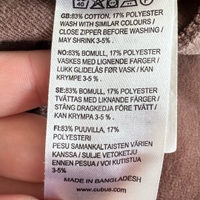 40
GB:83% COTTON, 17% POLYESTER
WASH WITH SIMILAR COLOURS /
CLOSE ZIPPER BEFORE WASHING /
MAY SHRINK 3-5% .
NO:83% BOMULL, 17% POLYESTER
VASKES MED LIGNENDE FARGER /
LUKK GLIDELÅS FØR VASK / KAN
KRYMPE 3-5 % .
SE:83% BOMULL, 17% POLYESTER
TVÄTTAS MED LIKNANDE FÄRGER /
STÄNG DRAGKEDJA FÖRE TVÄTT /
KAN KRYMPA 3-5% .
FI:83% PUUVILLA, 17%
POLYESTERI
PESU SAMANKALTAISTEN VÄRIEN
KANSSA / SULJE VETOKETJU
ENNEN PESUA / VOI KUTISTUA
3-5%
MADE IN BANGLADESH
www.cubus.com